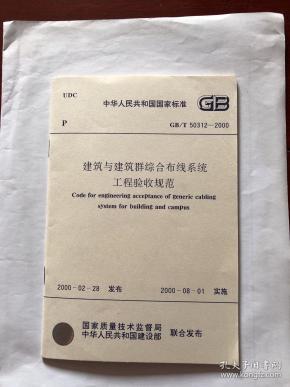 UDC
中华人民共和国国家标准 GB
P
GB/T 50312-2000
建筑与建筑群综合布线系统
工程验收规范
Code for engineering acceptance of generic cabling
system for building and campus
2000-02-28 发布 2000-08-01 实施
国家质量技术监督局
中华人民共和国建设部 联合发布
孔夫子旧书网